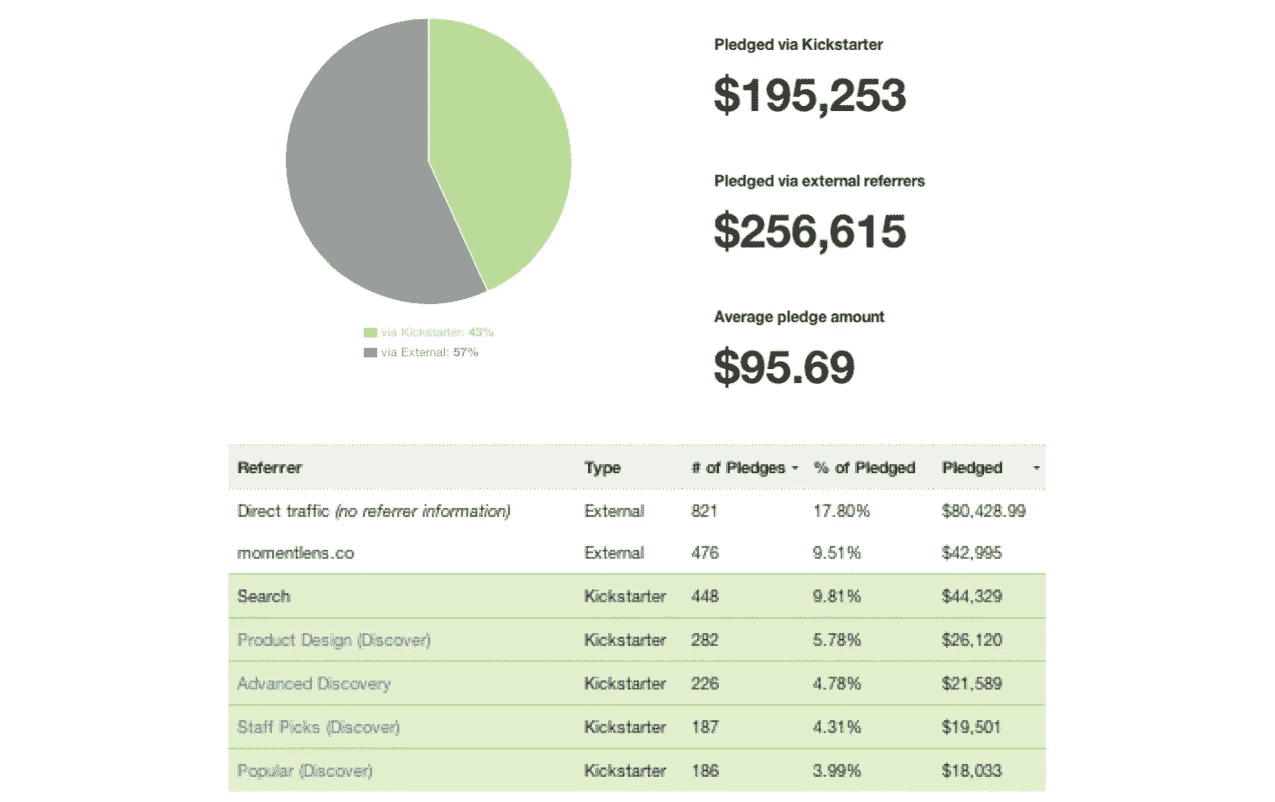 Pledged via Kickstarter
$195,253
Pledged via external referrers
$256,615
Average pledge amount
$95.69
via Kickstarter: 43%
via External: 57%
Referrer Type # of Pledges % of Pledged Pledged
Direct traffic (no referrer information) External 821 17.80% $80,428.99
momentlens.co External 476 9.51% $42,995
Search Kickstarter 448 9.81% $44,329
Product Design (Discover) Kickstarter 282 5.78% $26,120
Advanced Discovery Kickstarter 226 4.78% $21,589
Staff Picks (Discover) Kickstarter 187 4.31% $19,501
Popular (Discover) Kickstarter 186 3.99% $18,033